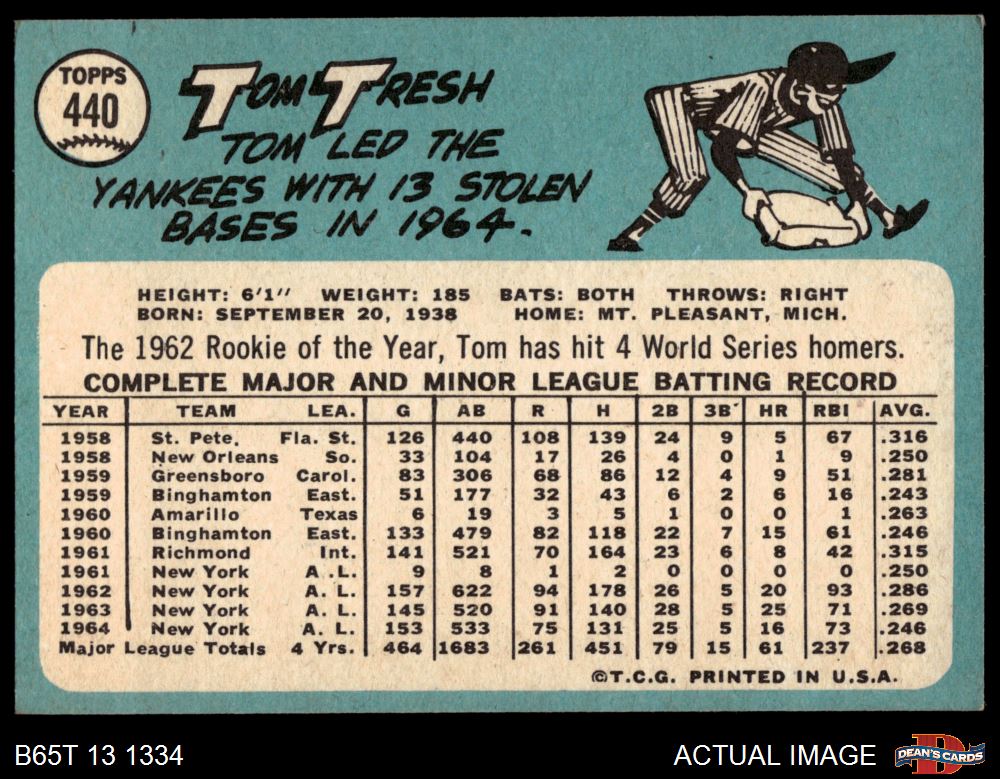 TOPPS
440
TOM TRESH
TOM LED THE
YANKEES WITH 13 STOLEN
BASES IN 1964.
HEIGHT: 6'1" WEIGHT: 185 BATS: BOTH THROWS: RIGHT
BORN: SEPTEMBER 20, 1938 HOME: MT. PLEASANT, MICH.
The 1962 Rookie of the Year, Tom has hit 4 World Series homers.
COMPLETE MAJOR AND MINOR LEAGUE BATTING RECORD
YEAR TEAM LEA. G AB R H 2B 3B HR RBI AVG.
1958 St. Pete. Fla. St. 126 440 108 139 24 9 5 67 .316
1958 New Orleans So. 33 104 17 26 4 0 1 9 .250
1959 Greensboro Carol. 83 306 68 86 12 4 9 51 .281
1959 Binghamton East. 51 177 32 43 6 2 6 16 .243
1960 Amarillo Texas 6 19 3 5 1 0 0 1 .263
1960 Binghamton East. 133 479 82 118 22 7 15 61 .246
1961 Richmond Int. 141 521 70 164 23 6 8 42 .315
1961 New York A.L. 9 8 1 2 0 0 0 0 .250
1962 New York A. L. 157 622 94 178 26 5 20 93 .286
1963 New York A. L. 145 520 91 140 28 5 25 71 .269
1964 New York A. L. 153 533 75 131 25 5 16 73 .246
Major League Totals 4 Yrs. 464 1683 261 451 79 15 61 237 .268
©T.C.G. PRINTED IN U.S.A.
B65T 13 1334
ACTUAL IMAGE
D
DEAN'S CARDS